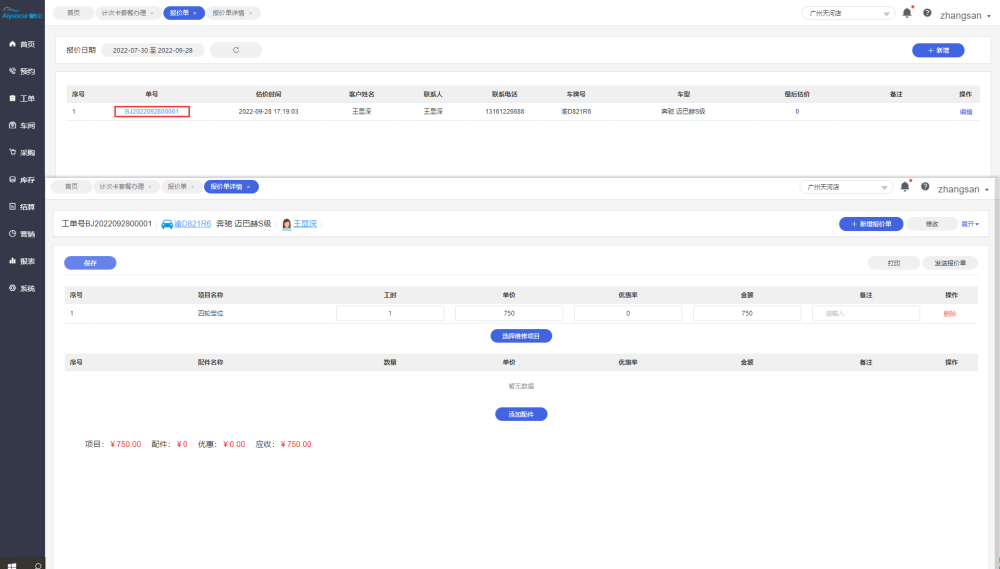 Aiyuncar
首页 计次卡套餐办理 × 报价单 × 报价单详情 × 广州天河店 zhangsan
首页
预约
工单
车间
采购
库存
结算
营销
报表
系统
报价日期 2022-07-30 至 2022-09-28 + 新增
序号 单号 估价时间 客户姓名 联系人 联系电话 车牌号 车型 最后估价 备注 操作
1 BJ2022092800001 2022-09-28 17:19:03 王显深 王显深 13161226888 渝D821R6 奔驰 迈巴赫S级 0 编辑
首页 计次卡套餐办理 × 报价单 × 报价单详情 × 广州天河店 zhangsan
工单号BJ2022092800001 渝D821R6 奔驰 迈巴赫S级 王显深 + 新增报价单 修改 展开
保存 打印 发送报价单
序号 项目名称 工时 单价 优惠率 金额 备注 操作
1 四轮定位 1 750 0 750 请输入 删除
选择维修项目
序号 配件名称 数量 单价 优惠率 金额 备注 操作
暂无数据
添加配件
项目: ¥750.00 配件: ¥0 优惠: ¥0.00 应收: ¥750.00